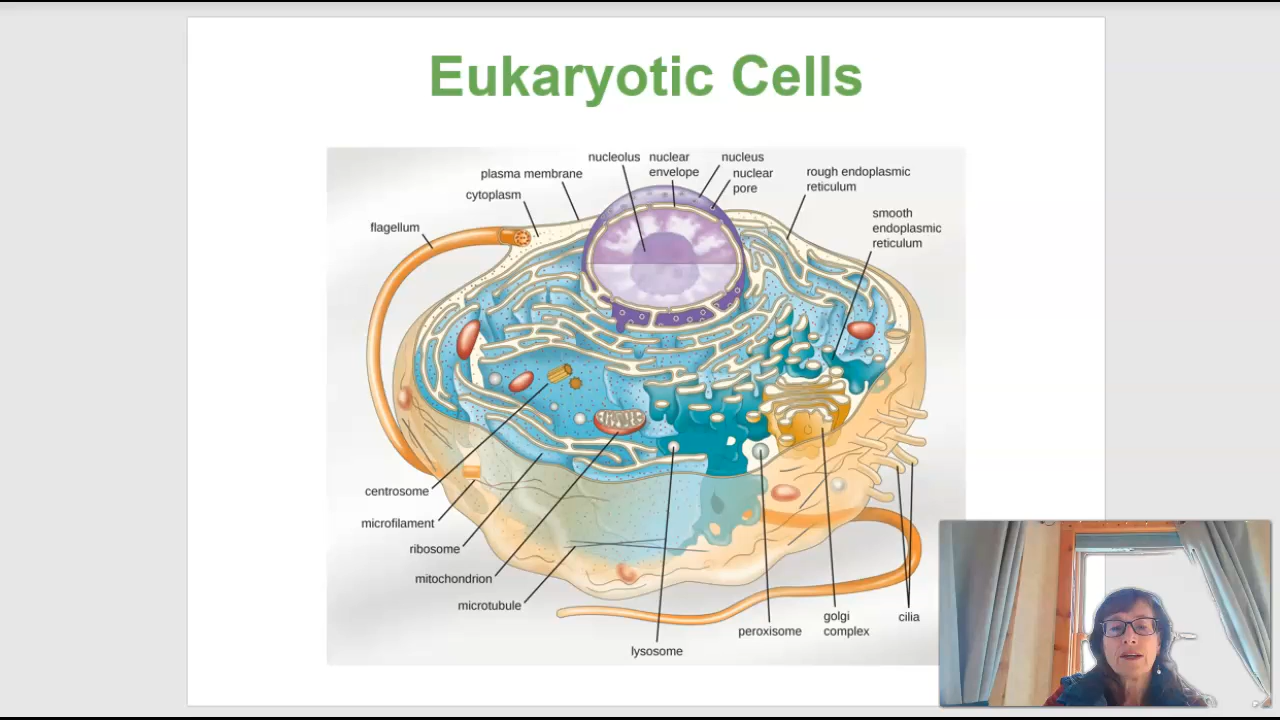 Eukaryotic Cells
nucleolus
nuclear
envelope
nucleus
nuclear
pore
plasma membrane
cytoplasm
rough endoplasmic
reticulum
flagellum
smooth
endoplasmic
reticulum
centrosome
microfilament
ribosome
mitochondrion
microtubule
lysosome
peroxisome
golgi
complex
cilia